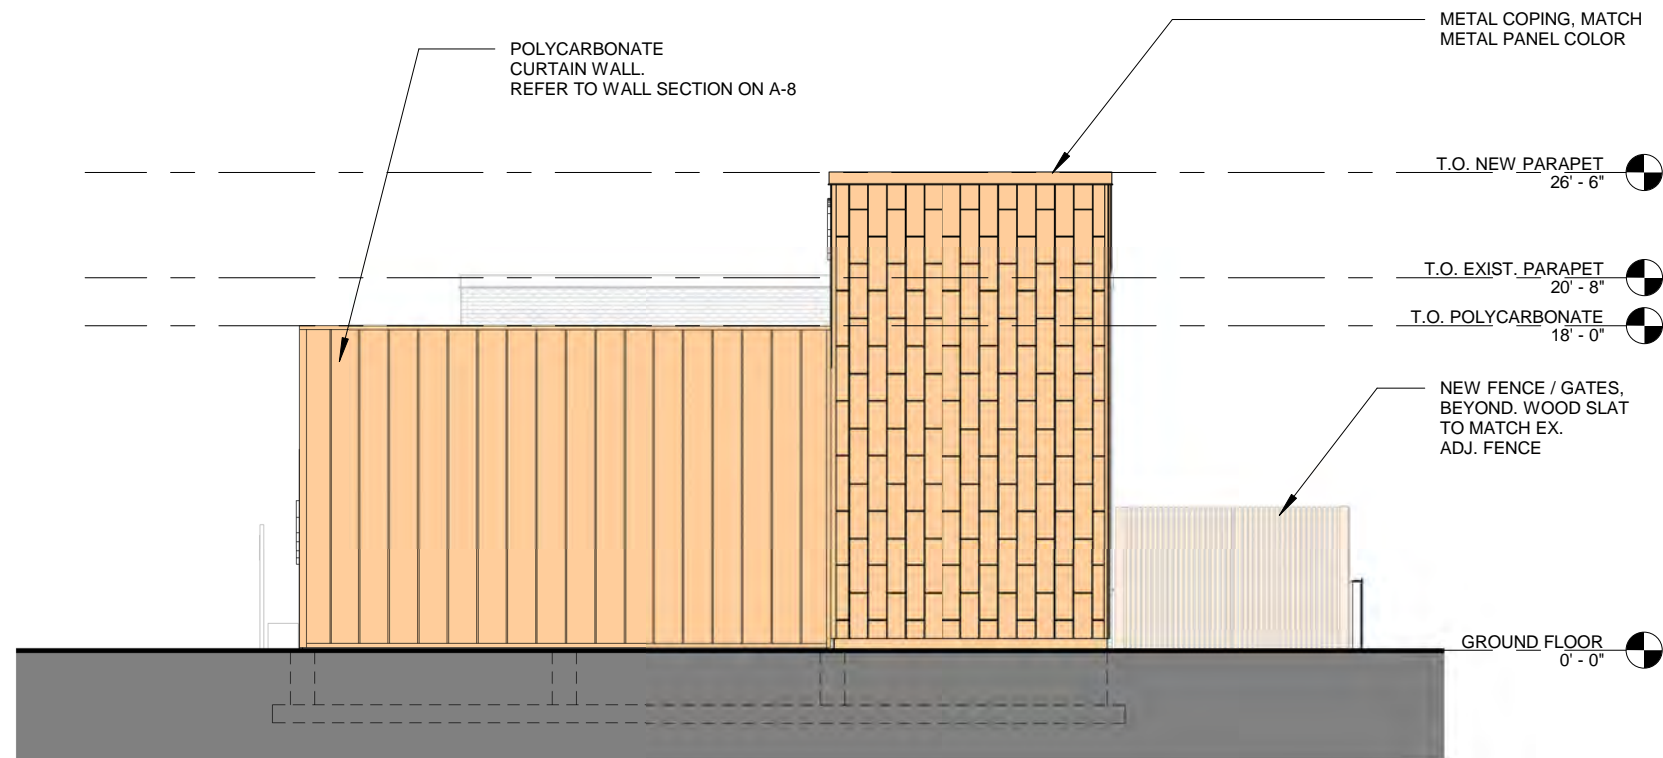 METAL COPING, MATCH
METAL PANEL COLOR
POLYCARBONATE
CURTAIN WALL.
REFER TO WALL SECTION ON A-8
T.O. NEW PARAPET
26' - 6"
T.O. EXIST. PARAPET
20' - 8"
T.O. POLYCARBONATE
18' - 0"
NEW FENCE / GATES,
BEYOND. WOOD SLAT
TO MATCH EX.
ADJ. FENCE
GROUND FLOOR
0' - 0"